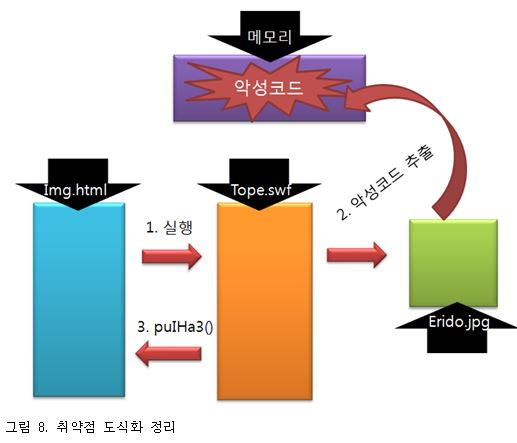 메모리
악성코드
Img.html
Tope.swf
1. 실행
2. 악성코드 추출
3. puIHa3()
Erido.jpg
그림 8. 취약점 도식화 정리